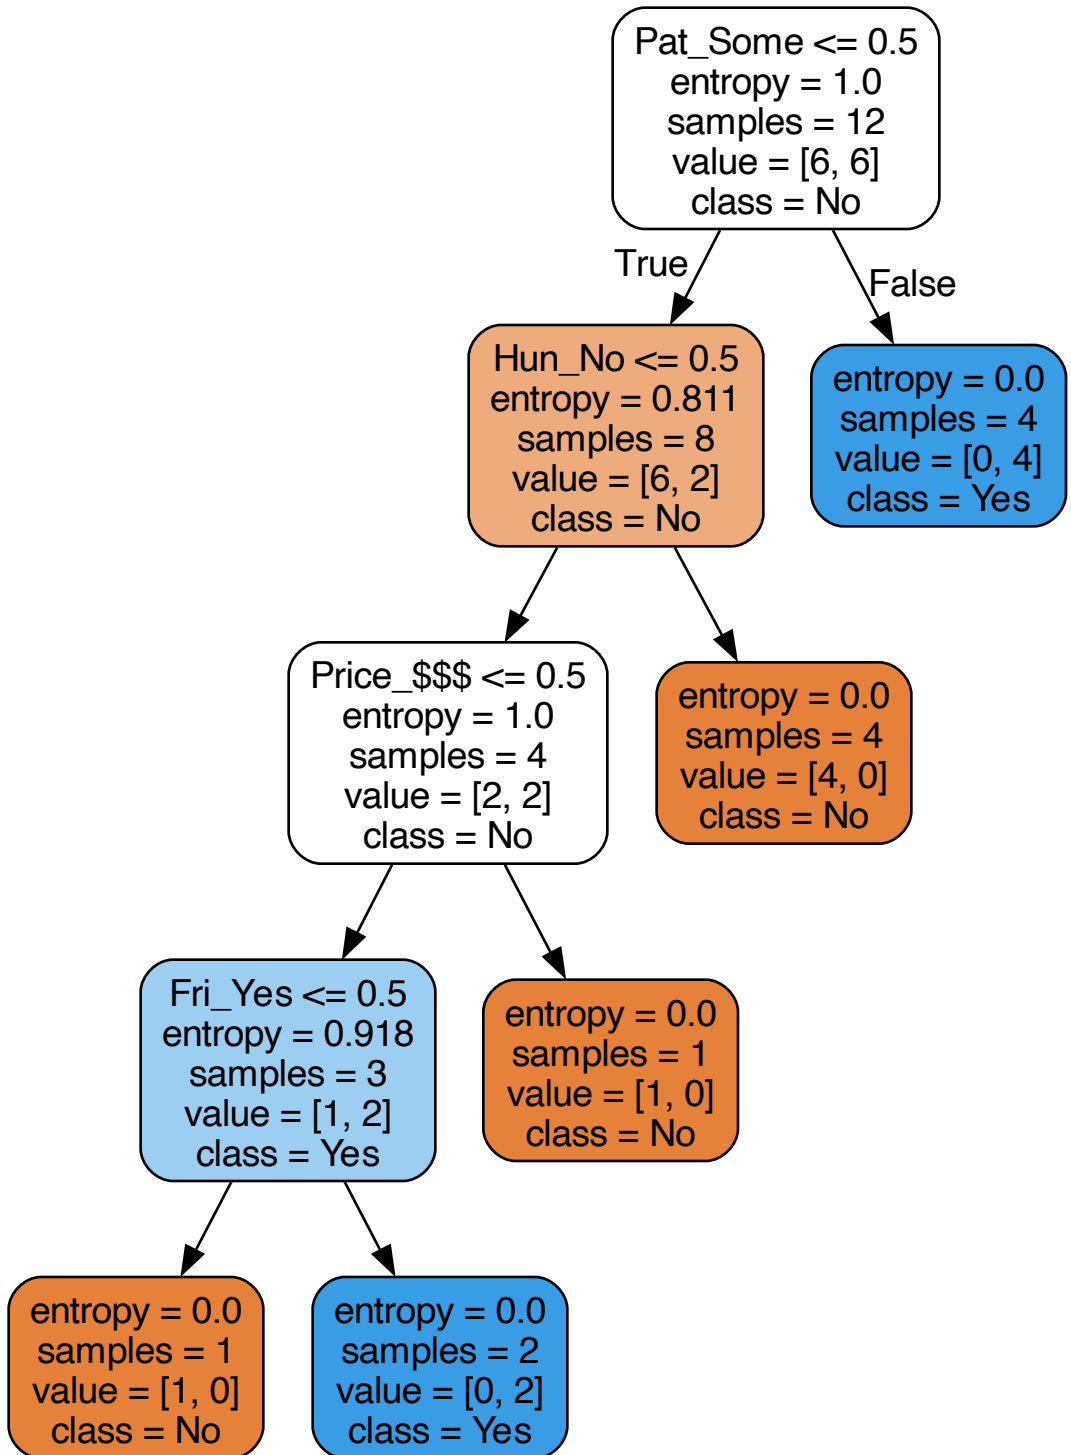 Pat_Some <= 0.5
entropy = 1.0
samples = 12
value = [6, 6]
class = No
True
False
Hun_No <= 0.5
entropy = 0.811
samples = 8
value = [6, 2]
class = No
entropy = 0.0
samples = 4
value = [0, 4]
class = Yes
Price_$$$ <= 0.5
entropy = 1.0
samples = 4
value = [2, 2]
class = No
entropy = 0.0
samples = 4
value = [4, 0]
class = No
Fri_Yes <= 0.5
entropy = 0.918
samples = 3
value = [1, 2]
class = Yes
entropy = 0.0
samples = 1
value = [1, 0]
class = No
entropy = 0.0
samples = 1
value = [1, 0]
class = No
entropy = 0.0
samples = 2
value = [0, 2]
class = Yes